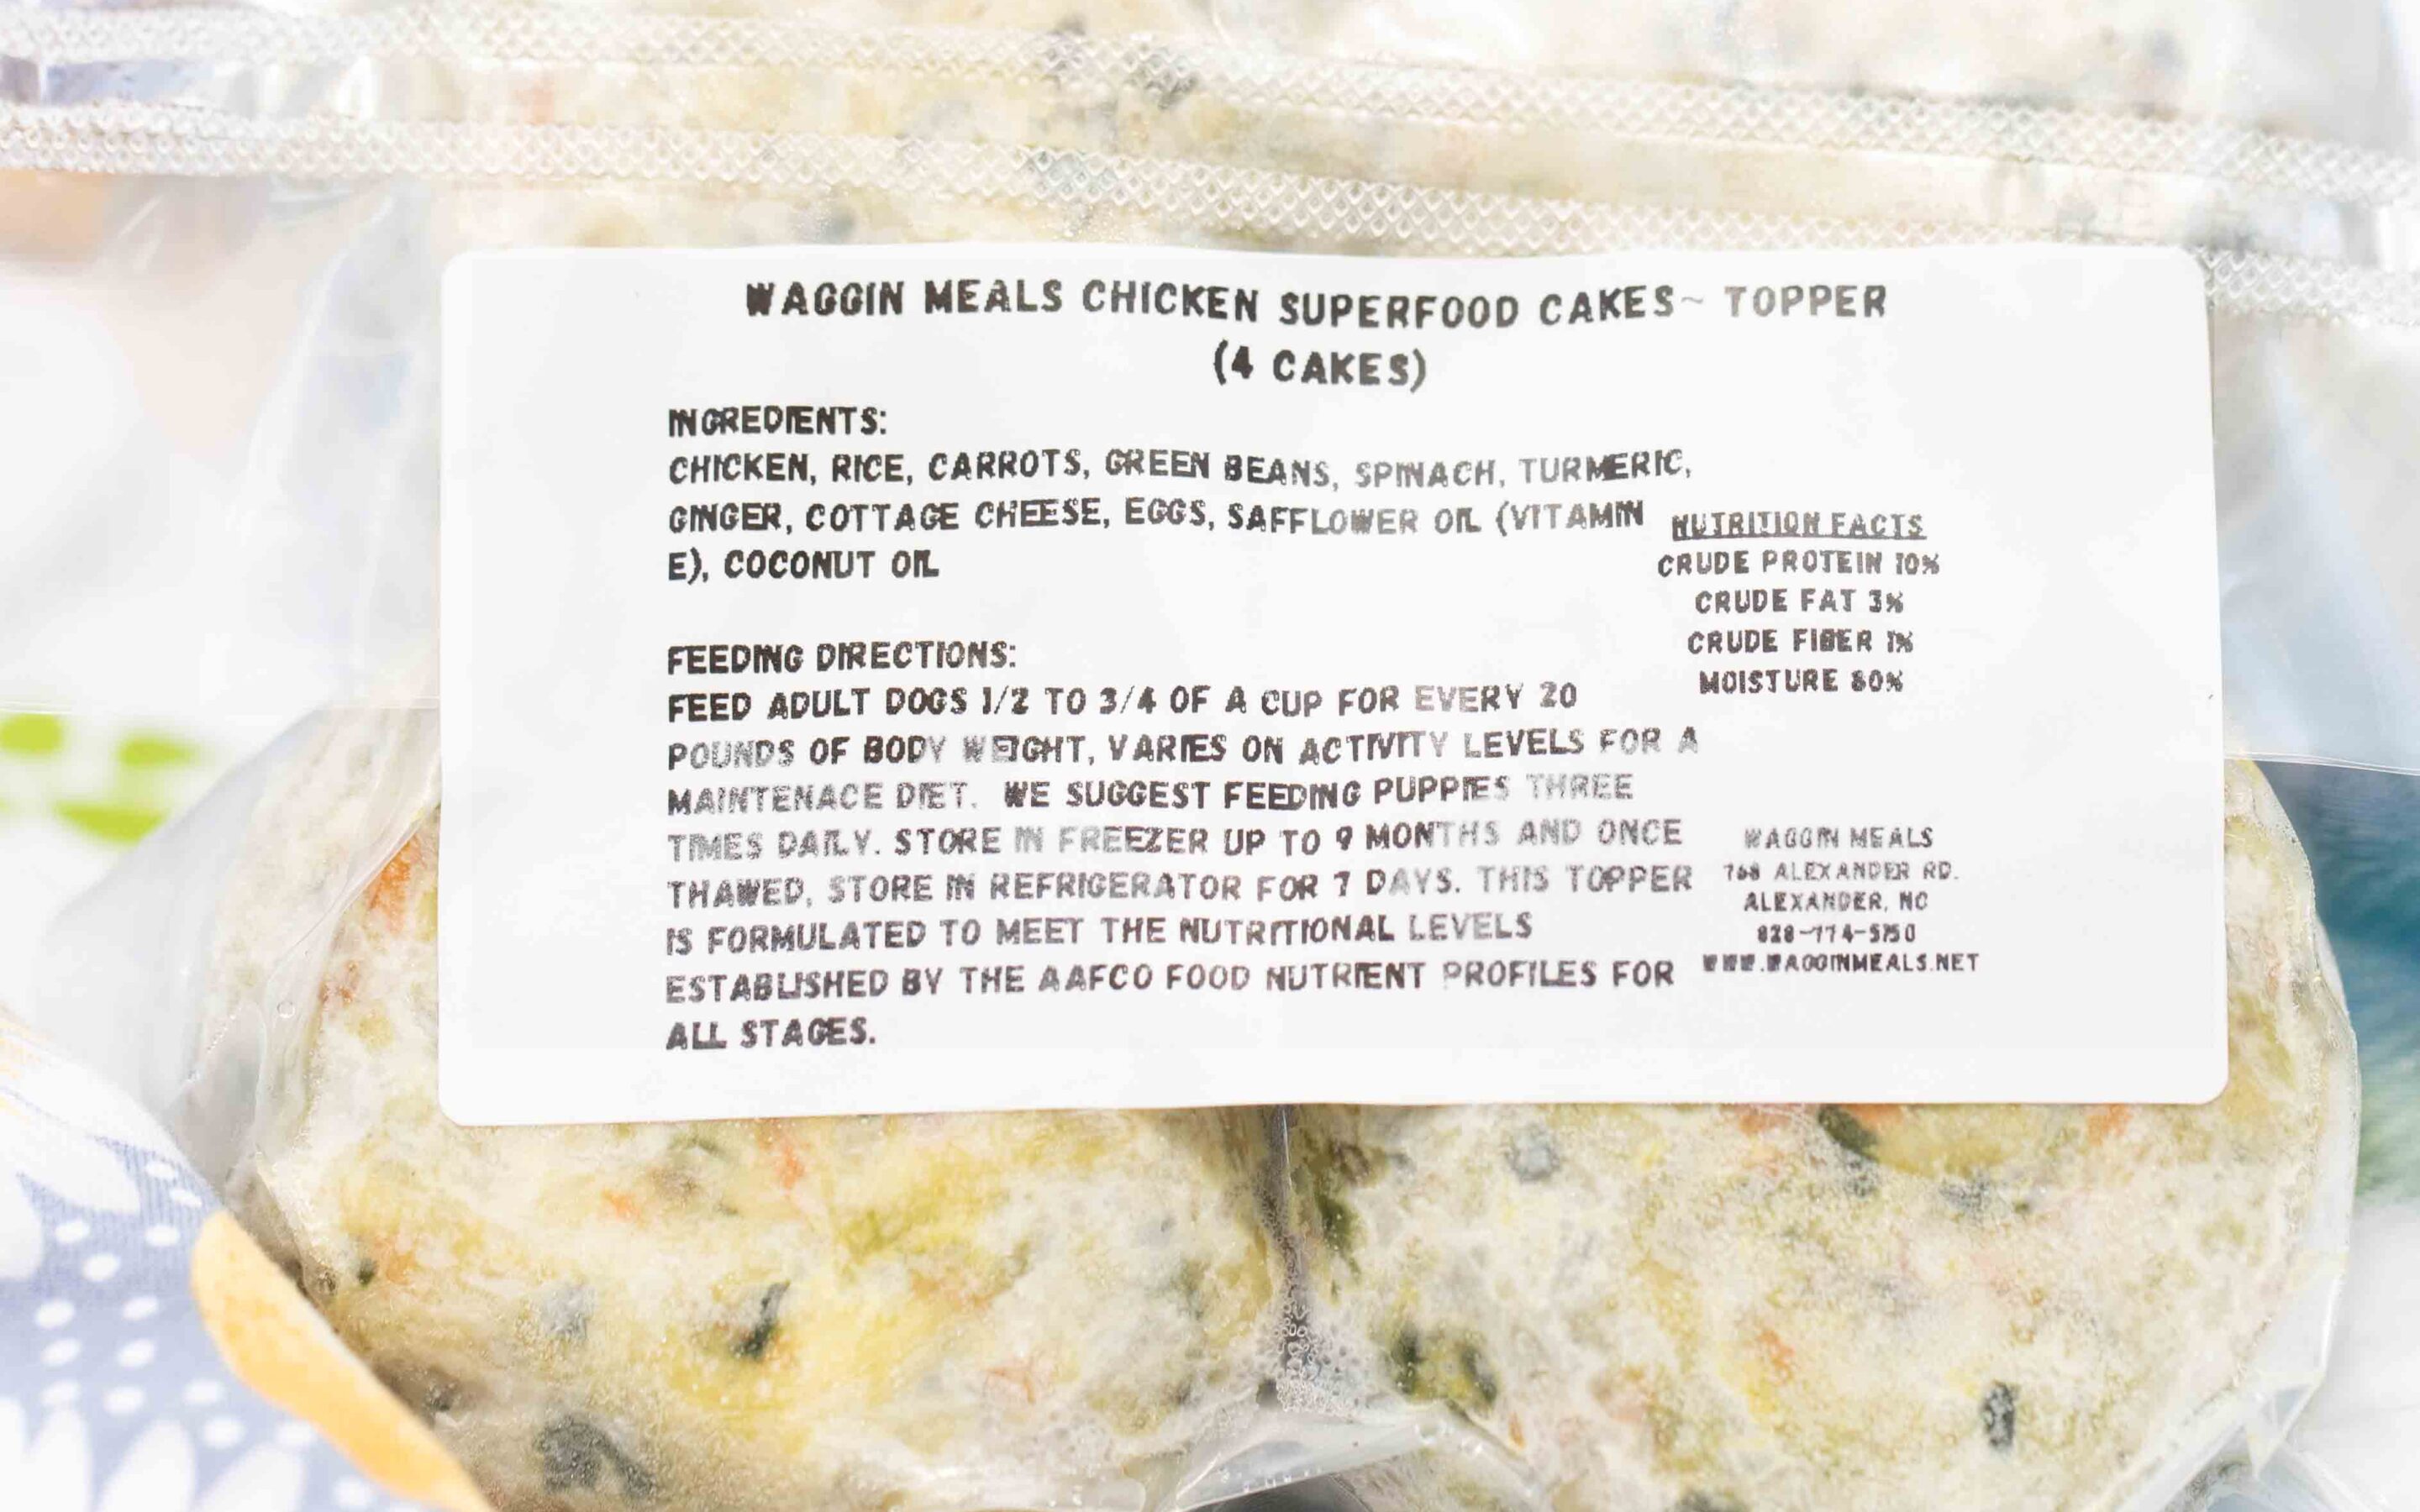 WAGGIN MEALS CHICKEN SUPERFOOD CAKES~ TOPPER
(4 CAKES)
INGREDIENTS:
CHICKEN, RICE, CARROTS, GREEN BEANS, SPINACH, TURMERIC,
GINGER, COTTAGE CHEESE, EGGS, SAFFLOWER OIL (VITAMIN
E), COCONUT OIL
NUTRITION FACTS
CRUDE PROTEIN 10%
CRUDE FAT 3%
CRUDE FIBER 1%
MOISTURE 80%
FEEDING DIRECTIONS:
FEED ADULT DOGS 1/2 TO 3/4 OF A CUP FOR EVERY 20
POUNDS OF BODY WEIGHT, VARIES ON ACTIVITY LEVELS FOR A
MAINTENACE DIET. WE SUGGEST FEEDING PUPPIES THREE
TIMES DAILY. STORE IN FREEZER UP TO 9 MONTHS AND ONCE
THAWED, STORE IN REFRIGERATOR FOR 7 DAYS. THIS TOPPER
IS FORMULATED TO MEET THE NUTRITIONAL LEVELS
ESTABLISHED BY THE AAFCO FOOD NUTRIENT PROFILES FOR
ALL STAGES.
WAGGIN MEALS
768 ALEXANDER RD.
ALEXANDER, NC
WWW.WAGGINMEALS.NET